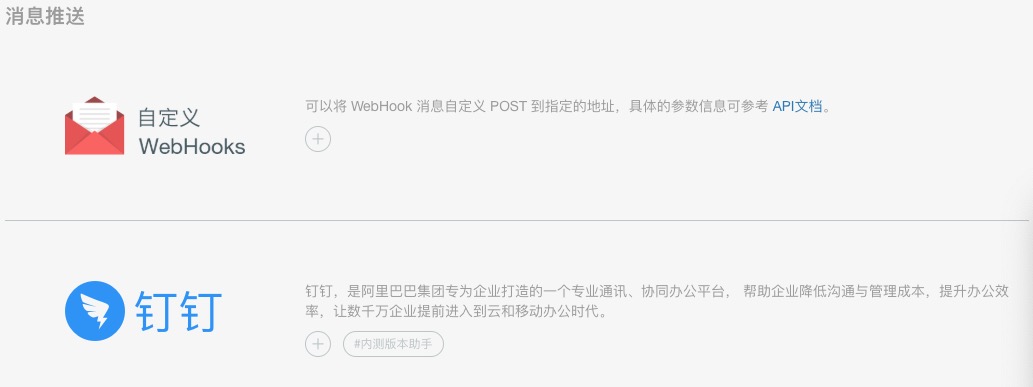 消息推送
自定义
WebHooks
可以将 WebHook 消息自定义 POST 到指定的地址，具体的参数信息可参考 API文档。
钉钉
钉钉，是阿里巴巴集团专为企业打造的一个专业通讯、协同办公平台， 帮助企业降低沟通与管理成本，提升办公效
率，让数千万企业提前进入到云和移动办公时代。
#内测版本助手